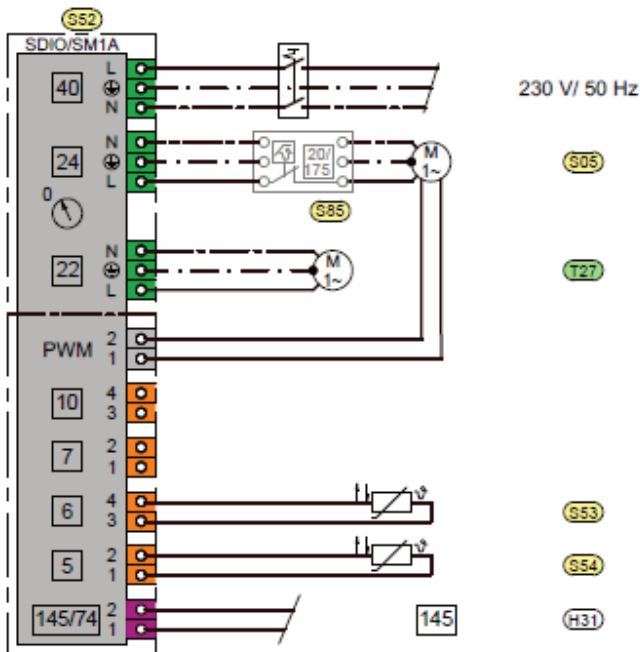 S52
SDIO/SM1A
40 L 230 V/ 50 Hz
N
24 N 20/ 175 M 1~ S05
L
0 S85
22 N M 1~ T27
L
PWM 2
1
10 4
3
7 2
1
6 4 ϑ S53
3
5 2 ϑ S54
1
145/74 2 145 H31
1